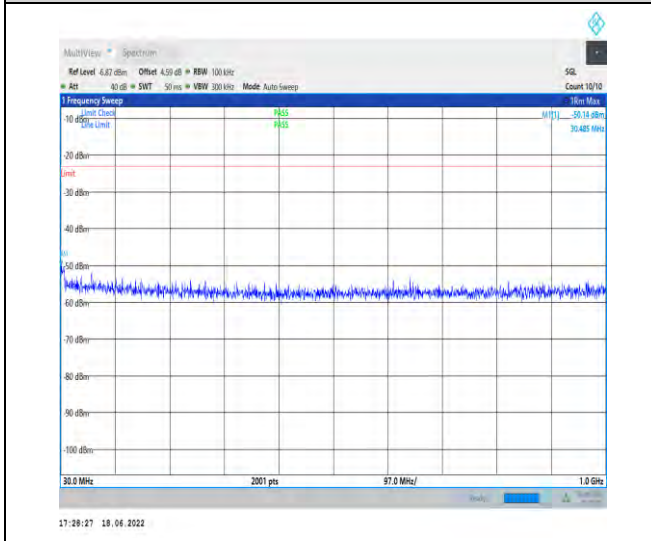 MultiView Spectrum
Ref Level -6.87 dBm Offset 4.59 dB RBW 100 kHz SGL
Att 40 dB SWT 50 ms VBW 300 kHz Mode Auto Sweep Count 10/10
1 Frequency Sweep 1Rm Max
Limit Check PASS M1[1] -50.14 dBm
-10 dBm
Line Limit PASS 30.485 MHz
-20 dBm
Limit
-30 dBm
-40 dBm
M1
-50 dBm
-60 dBm
-70 dBm
-80 dBm
-90 dBm
-100 dBm
30.0 MHz 2001 pts 97.0 MHz/ 1.0 GHz
Ready
17:28:27 18.06.2022